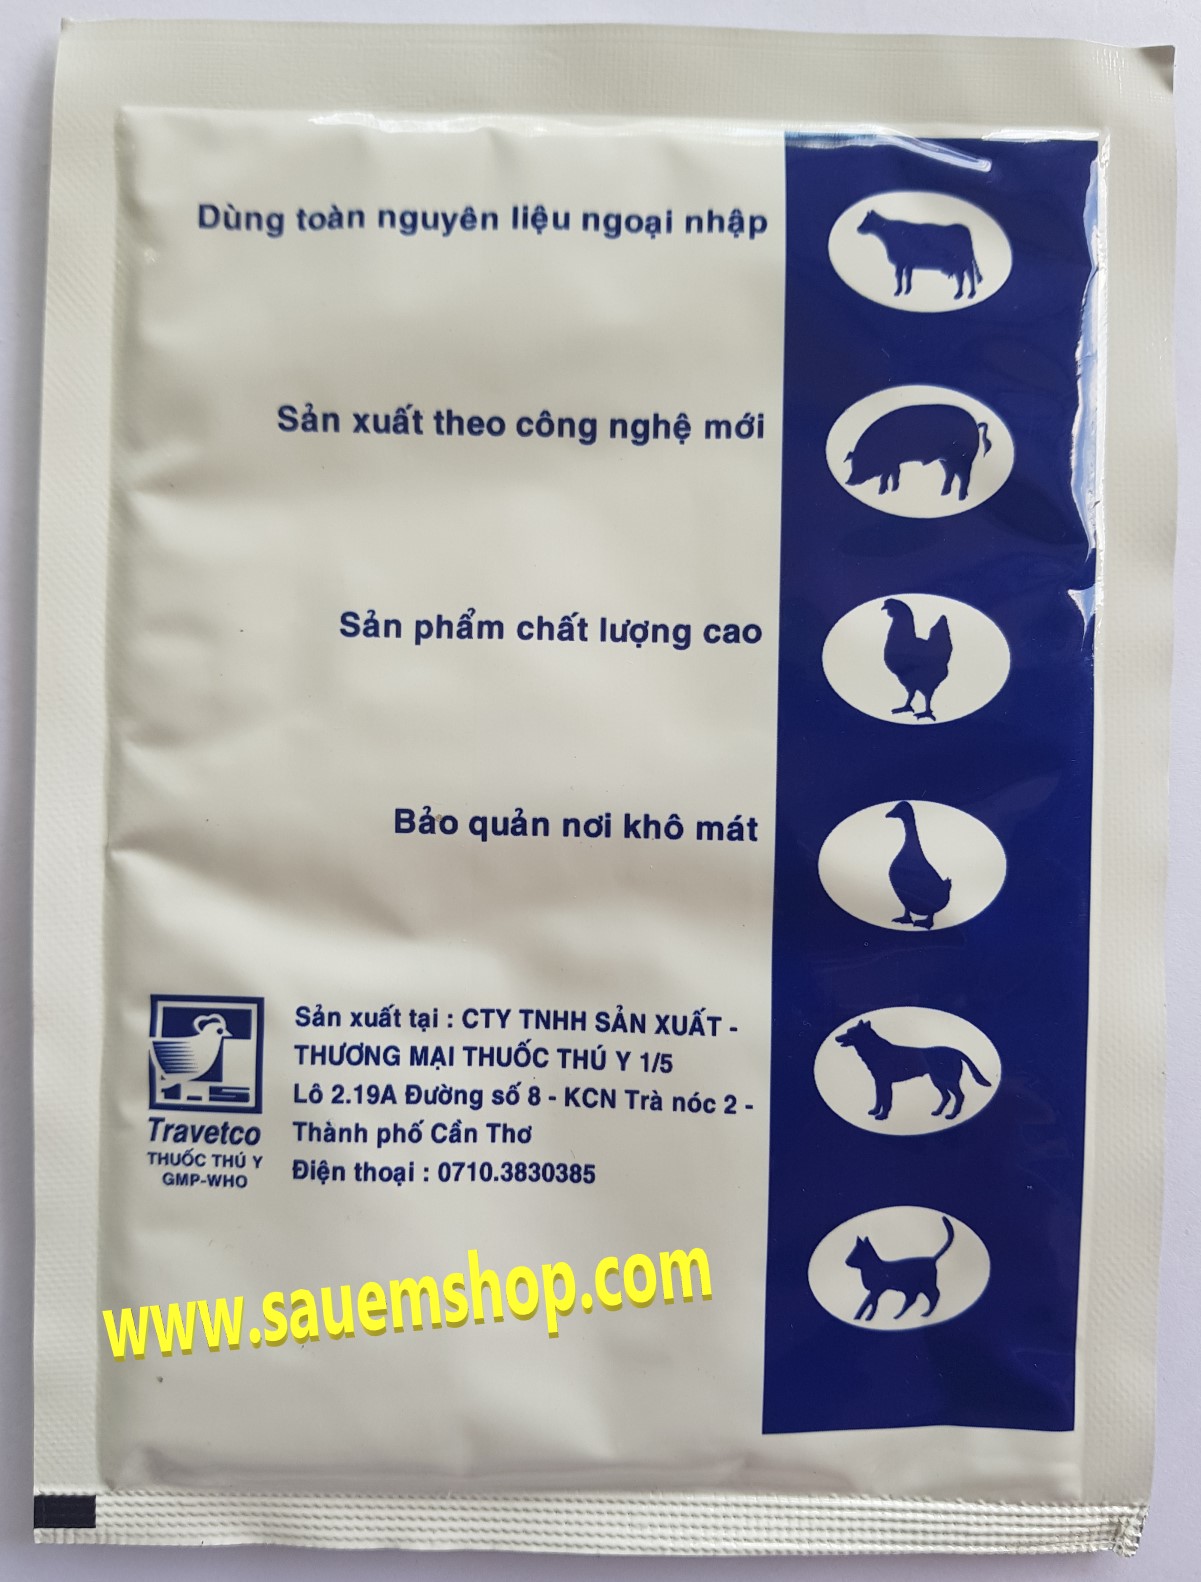 Dùng toàn nguyên liệu ngoại nhập
Sản xuất theo công nghệ mới
Sản phẩm chất lượng cao
Bảo quản nơi khô mát
1-5
Travetco
THUỐC THÚ Y
GMP-WHO
Sản xuất tại : CTY TNHH SẢN XUẤT -
THƯƠNG MẠI THUỐC THÚ Y 1/5
Lô 2.19A Đường số 8 - KCN Trà nóc 2 -
Thành phố Cần Thơ
Điện thoại : 0710.3830385
www.sauemshop.com